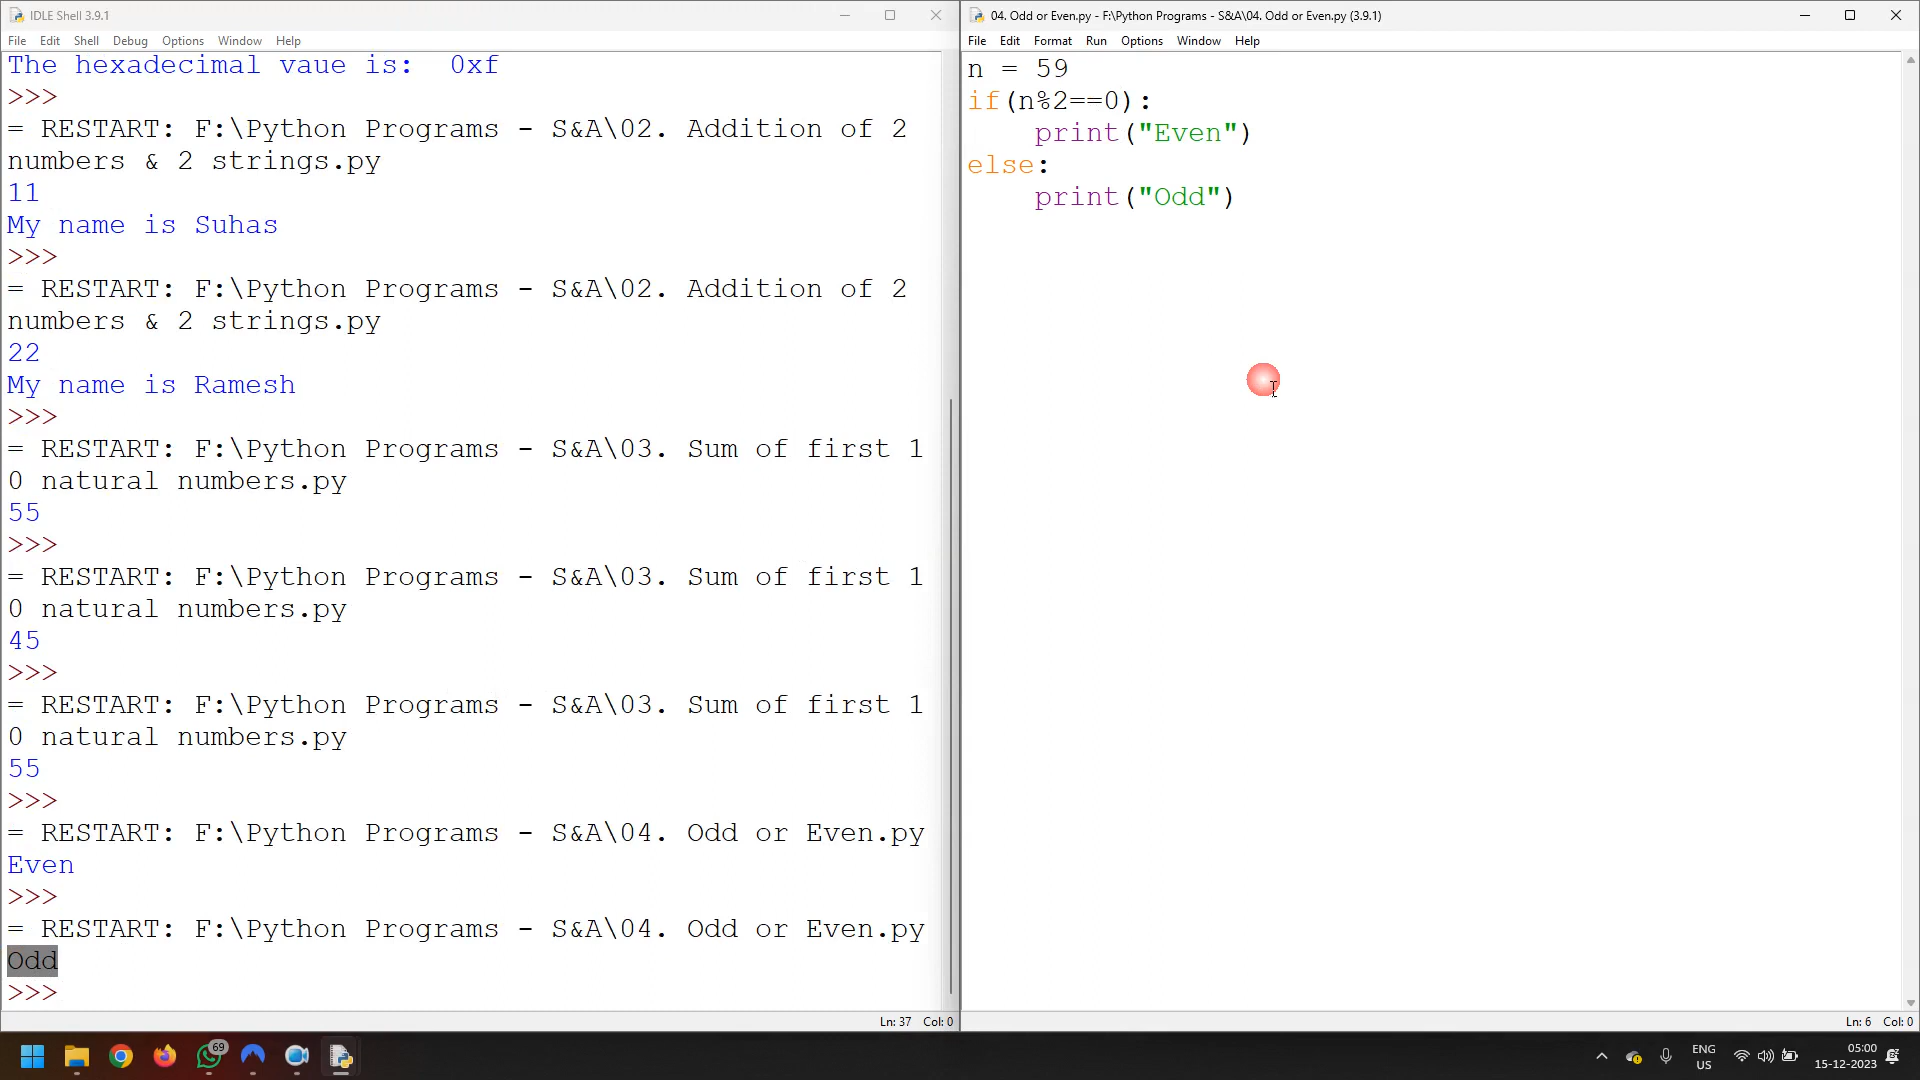 IDLE Shell 3.9.1
File Edit Shell Debug Options Window Help
The hexadecimal vaue is:  0xf
>>>
= RESTART: F:\Python Programs - S&A\02. Addition of 2
numbers & 2 strings.py
11
My name is Suhas
>>>
= RESTART: F:\Python Programs - S&A\02. Addition of 2
numbers & 2 strings.py
22
My name is Ramesh
>>>
= RESTART: F:\Python Programs - S&A\03. Sum of first 1
0 natural numbers.py
55
>>>
= RESTART: F:\Python Programs - S&A\03. Sum of first 1
0 natural numbers.py
45
>>>
= RESTART: F:\Python Programs - S&A\03. Sum of first 1
0 natural numbers.py
55
>>>
= RESTART: F:\Python Programs - S&A\04. Odd or Even.py
Even
>>>
= RESTART: F:\Python Programs - S&A\04. Odd or Even.py
Odd
>>>
Ln: 37 Col: 0
04. Odd or Even.py - F:\Python Programs - S&A\04. Odd or Even.py (3.9.1)
File Edit Format Run Options Window Help
n = 59
if(n%2==0):
    print("Even")
else:
    print("Odd")
Ln: 6 Col: 0
69
ENG
US
05:00
15-12-2023